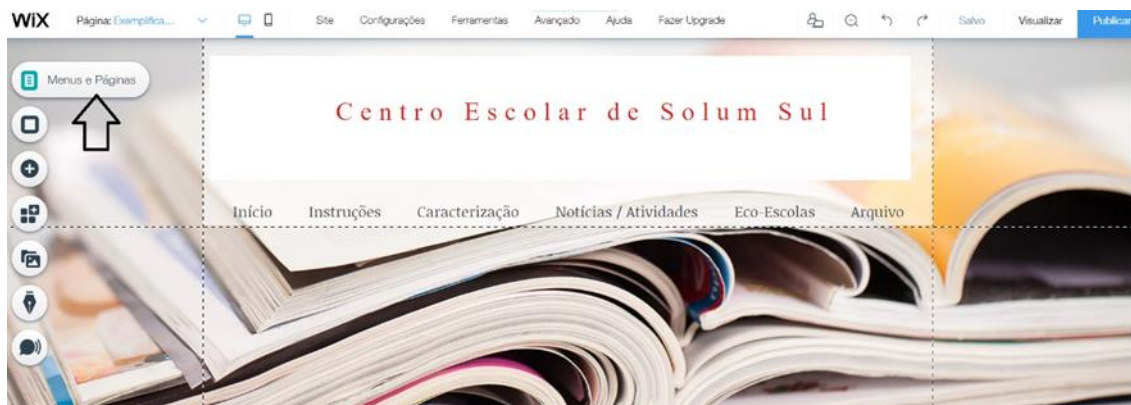 WiX Página: Exemplifica... Site Configurações Ferramentas Avançado Ajuda Fazer Upgrade Salvo Visualizar Publicar
Menus e Páginas
Centro Escolar de Solum Sul
Início Instruções Caracterização Notícias / Atividades Eco-Escolas Arquivo